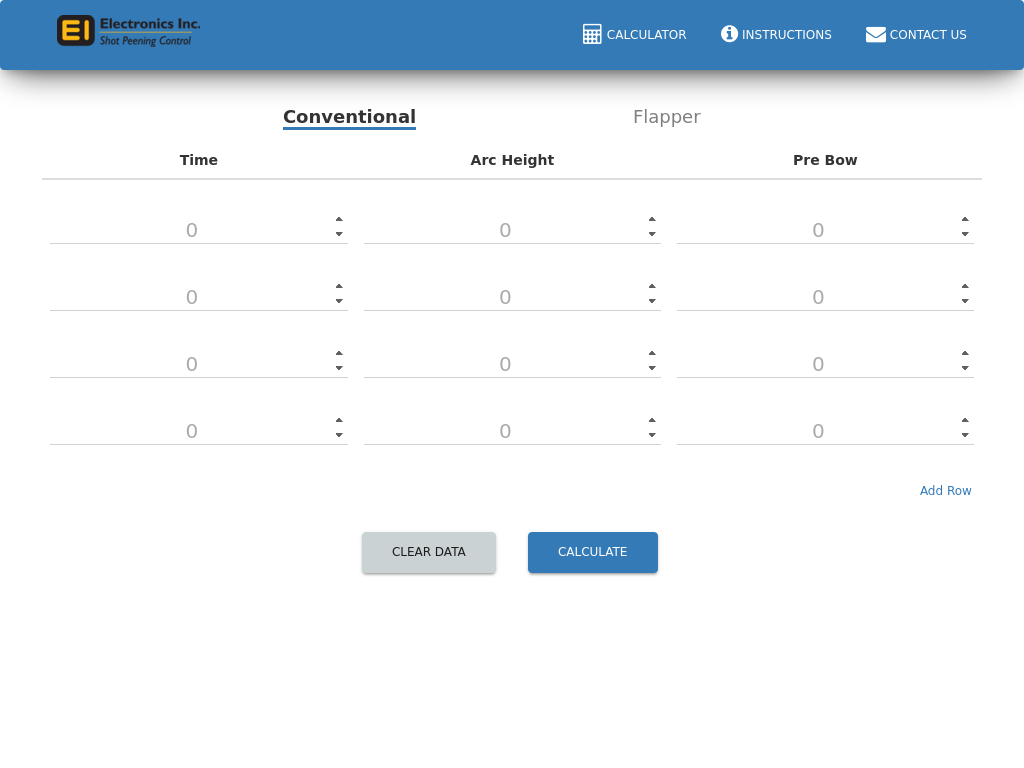 EI Electronics Inc.
Shot Peening Control
CALCULATOR INSTRUCTIONS CONTACT US
Conventional Flapper
Time Arc Height Pre Bow
0 0 0
0 0 0
0 0 0
0 0 0
Add Row
CLEAR DATA CALCULATE